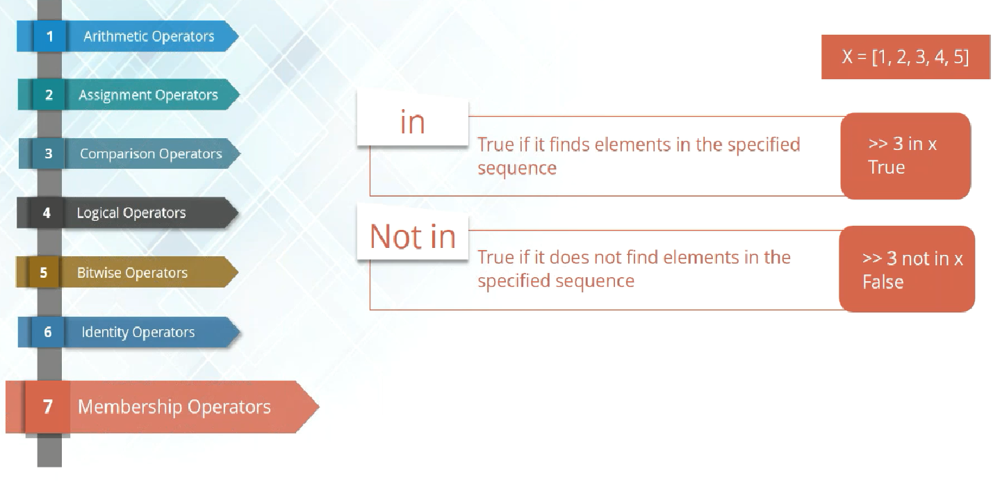 1 Arithmetic Operators
2 Assignment Operators
3 Comparison Operators
4 Logical Operators
5 Bitwise Operators
6 Identity Operators
7 Membership Operators
X = [1, 2, 3, 4, 5]
in
True if it finds elements in the specified
sequence
>> 3 in x
True
Not in
True if it does not find elements in the
specified sequence
>> 3 not in x
False